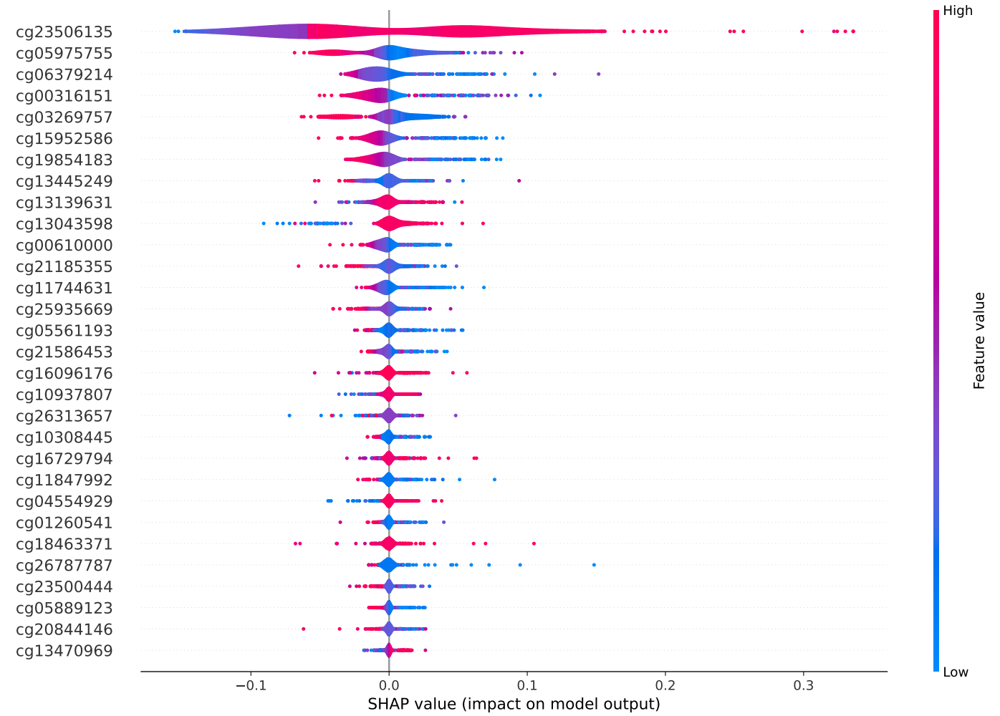 High
cg23506135
cg05975755
cg06379214
cg00316151
cg03269757
cg15952586
cg19854183
cg13445249
cg13139631
cg13043598
cg00610000
cg21185355
cg11744631
cg25935669
cg05561193
cg21586453
cg16096176
cg10937807
cg26313657
cg10308445
cg16729794
cg11847992
cg04554929
cg01260541
cg18463371
cg26787787
cg23500444
cg05889123
cg20844146
cg13470969
Feature value
Low
−0.1 0.0 0.1 0.2 0.3
SHAP value (impact on model output)